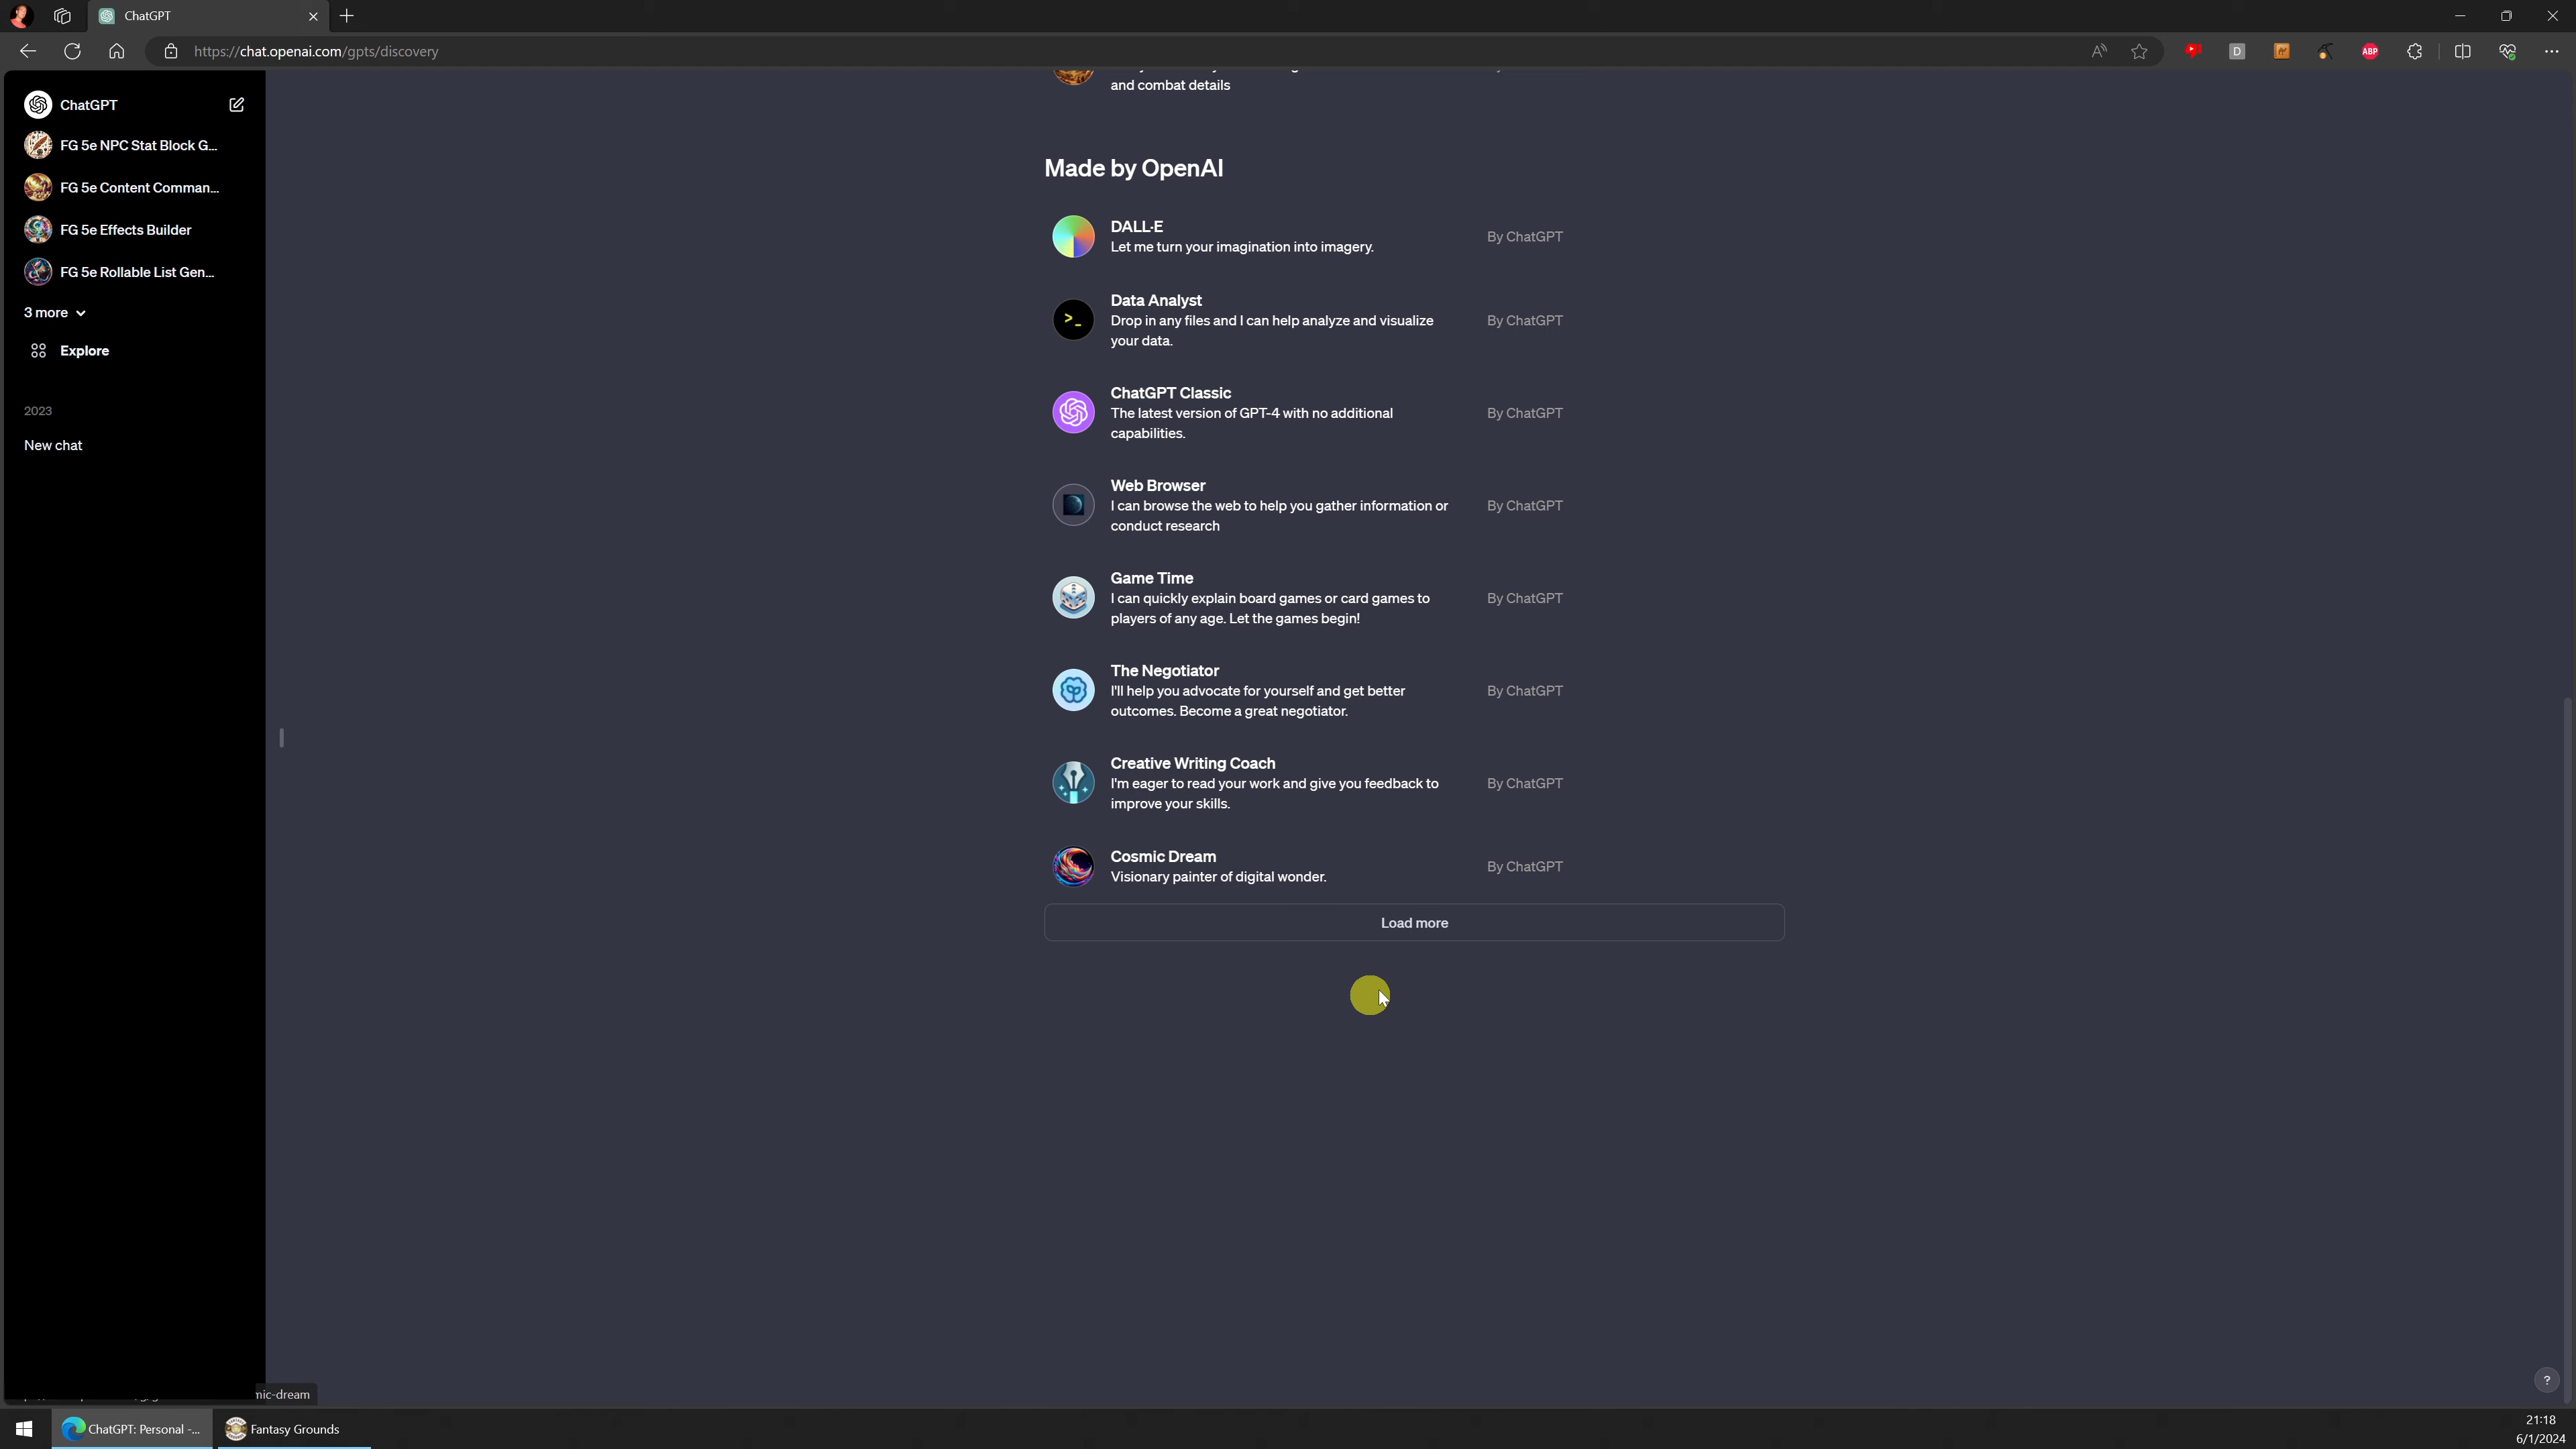 ChatGPT
https://chat.openai.com/gpts/discovery
ABP
D
ChatGPT
FG 5e NPC Stat Block G...
FG 5e Content Comman...
FG 5e Effects Builder
FG 5e Rollable List Gen...
3 more
Explore
2023
New chat
and combat details
Made by OpenAI
DALL·E
Let me turn your imagination into imagery.
By ChatGPT
Data Analyst
Drop in any files and I can help analyze and visualize
your data.
By ChatGPT
ChatGPT Classic
The latest version of GPT-4 with no additional
capabilities.
By ChatGPT
Web Browser
I can browse the web to help you gather information or
conduct research
By ChatGPT
Game Time
I can quickly explain board games or card games to
players of any age. Let the games begin!
By ChatGPT
The Negotiator
I'll help you advocate for yourself and get better
outcomes. Become a great negotiator.
By ChatGPT
Creative Writing Coach
I'm eager to read your work and give you feedback to
improve your skills.
By ChatGPT
Cosmic Dream
Visionary painter of digital wonder.
By ChatGPT
Load more
?
mic-dream
ChatGPT: Personal -...
Fantasy Grounds
21:18
6/1/2024